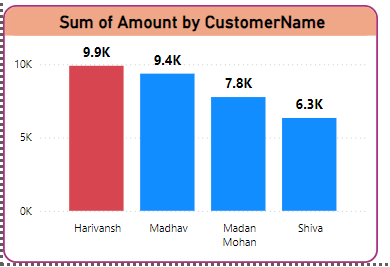 Sum of Amount by CustomerName
9.9K
9.4K
7.8K
6.3K
10K
5K
0K
Harivansh
Madhav
Madan
Mohan
Shiva